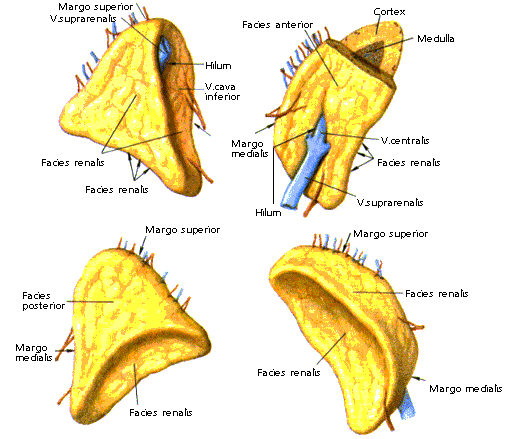 Margo superior
V.suprarenalis
Hilum
V.cava
inferior
Facies renalis
Facies renalis
Cortex
Facies anterior
Medulla
Margo
medialis
V.centralis
Facies renalis
V.suprarenalis
Hilum
Margo superior
Facies
posterior
Margo
medialis
Facies renalis
Margo superior
Facies renalis
Facies renalis
Margo medialis